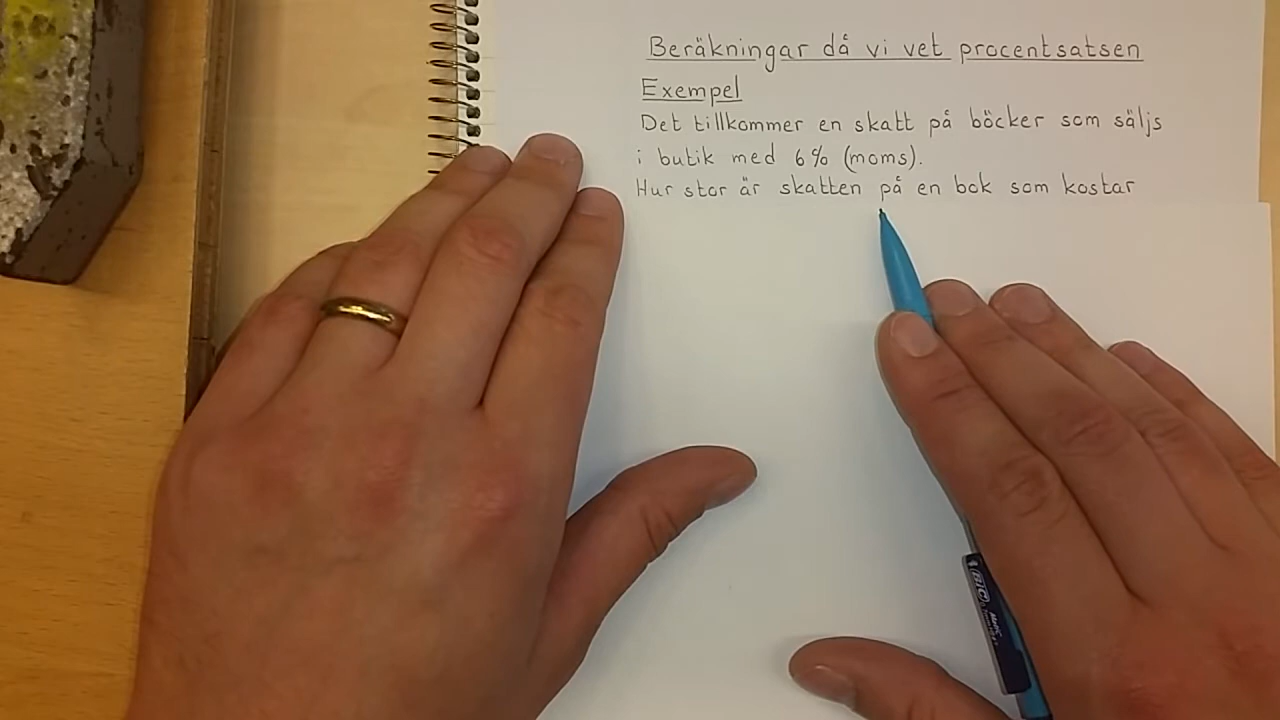 Beräkningar då vi vet procentsatsen
Exempel
Det tillkommer en skatt på böcker som säljs
i butik med 6% (moms).
Hur stor är skatten på en bok som kostar
BIC